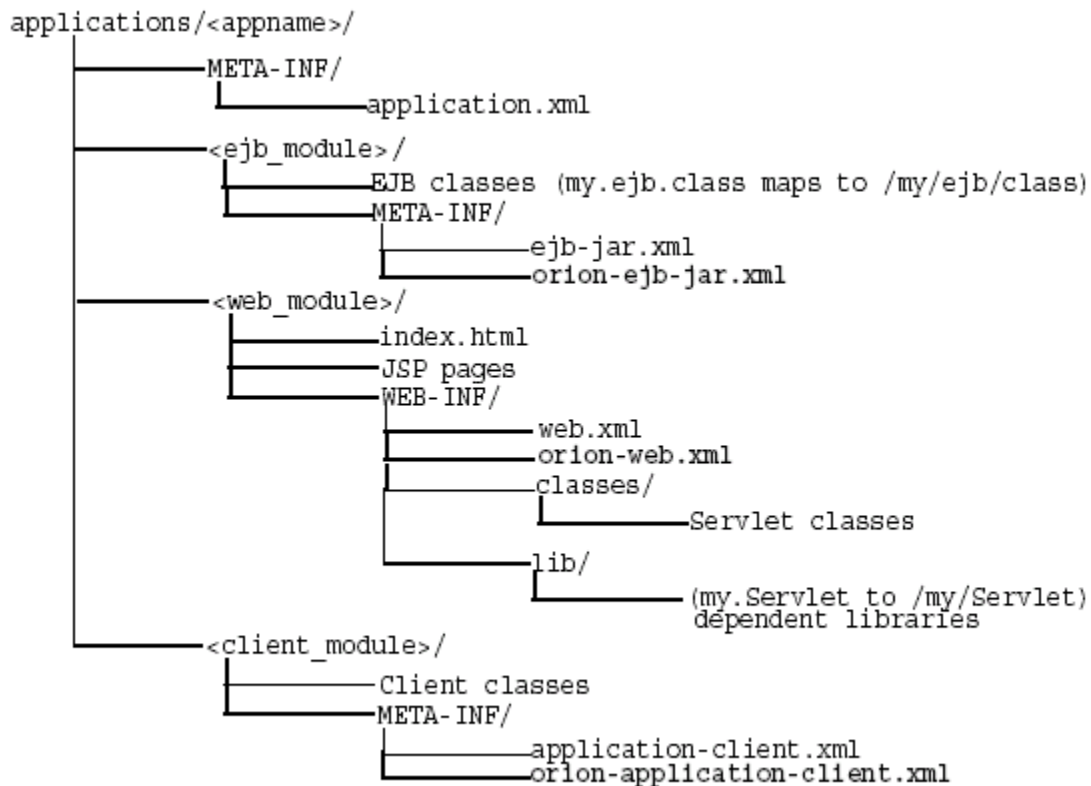 applications/<appname>/
META-INF/
application.xml
<ejb_module>/
EJB classes (my.ejb.class maps to /my/ejb/class)
META-INF/
ejb-jar.xml
orion-ejb-jar.xml
<web_module>/
index.html
JSP pages
WEB-INF/
web.xml
orion-web.xml
classes/
Servlet classes
lib/
(my.Servlet to /my/Servlet)
dependent libraries
<client_module>/
Client classes
META-INF/
application-client.xml
orion-application-client.xml